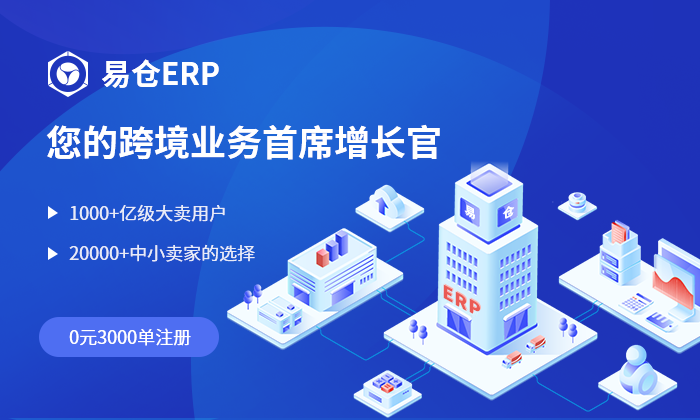 易仓ERP
您的跨境业务首席增长官
1000+亿级大卖用户
20000+中小卖家的选择
0元3000单注册
易 仓
ERP